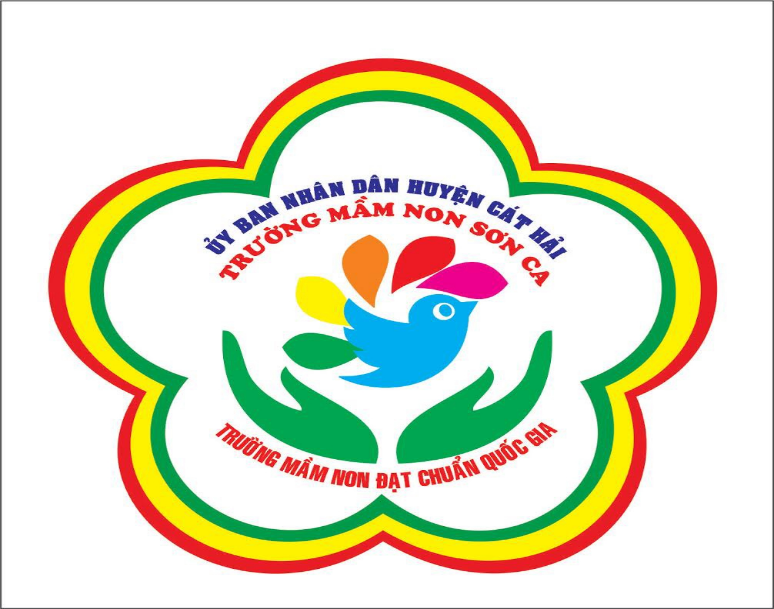 ỦY BAN NHÂN DÂN HUYỆN CÁT HẢI
TRƯỜNG MẦM NON SƠN CA
TRƯỜNG MẦM NON ĐẠT CHUẨN QUỐC GIA